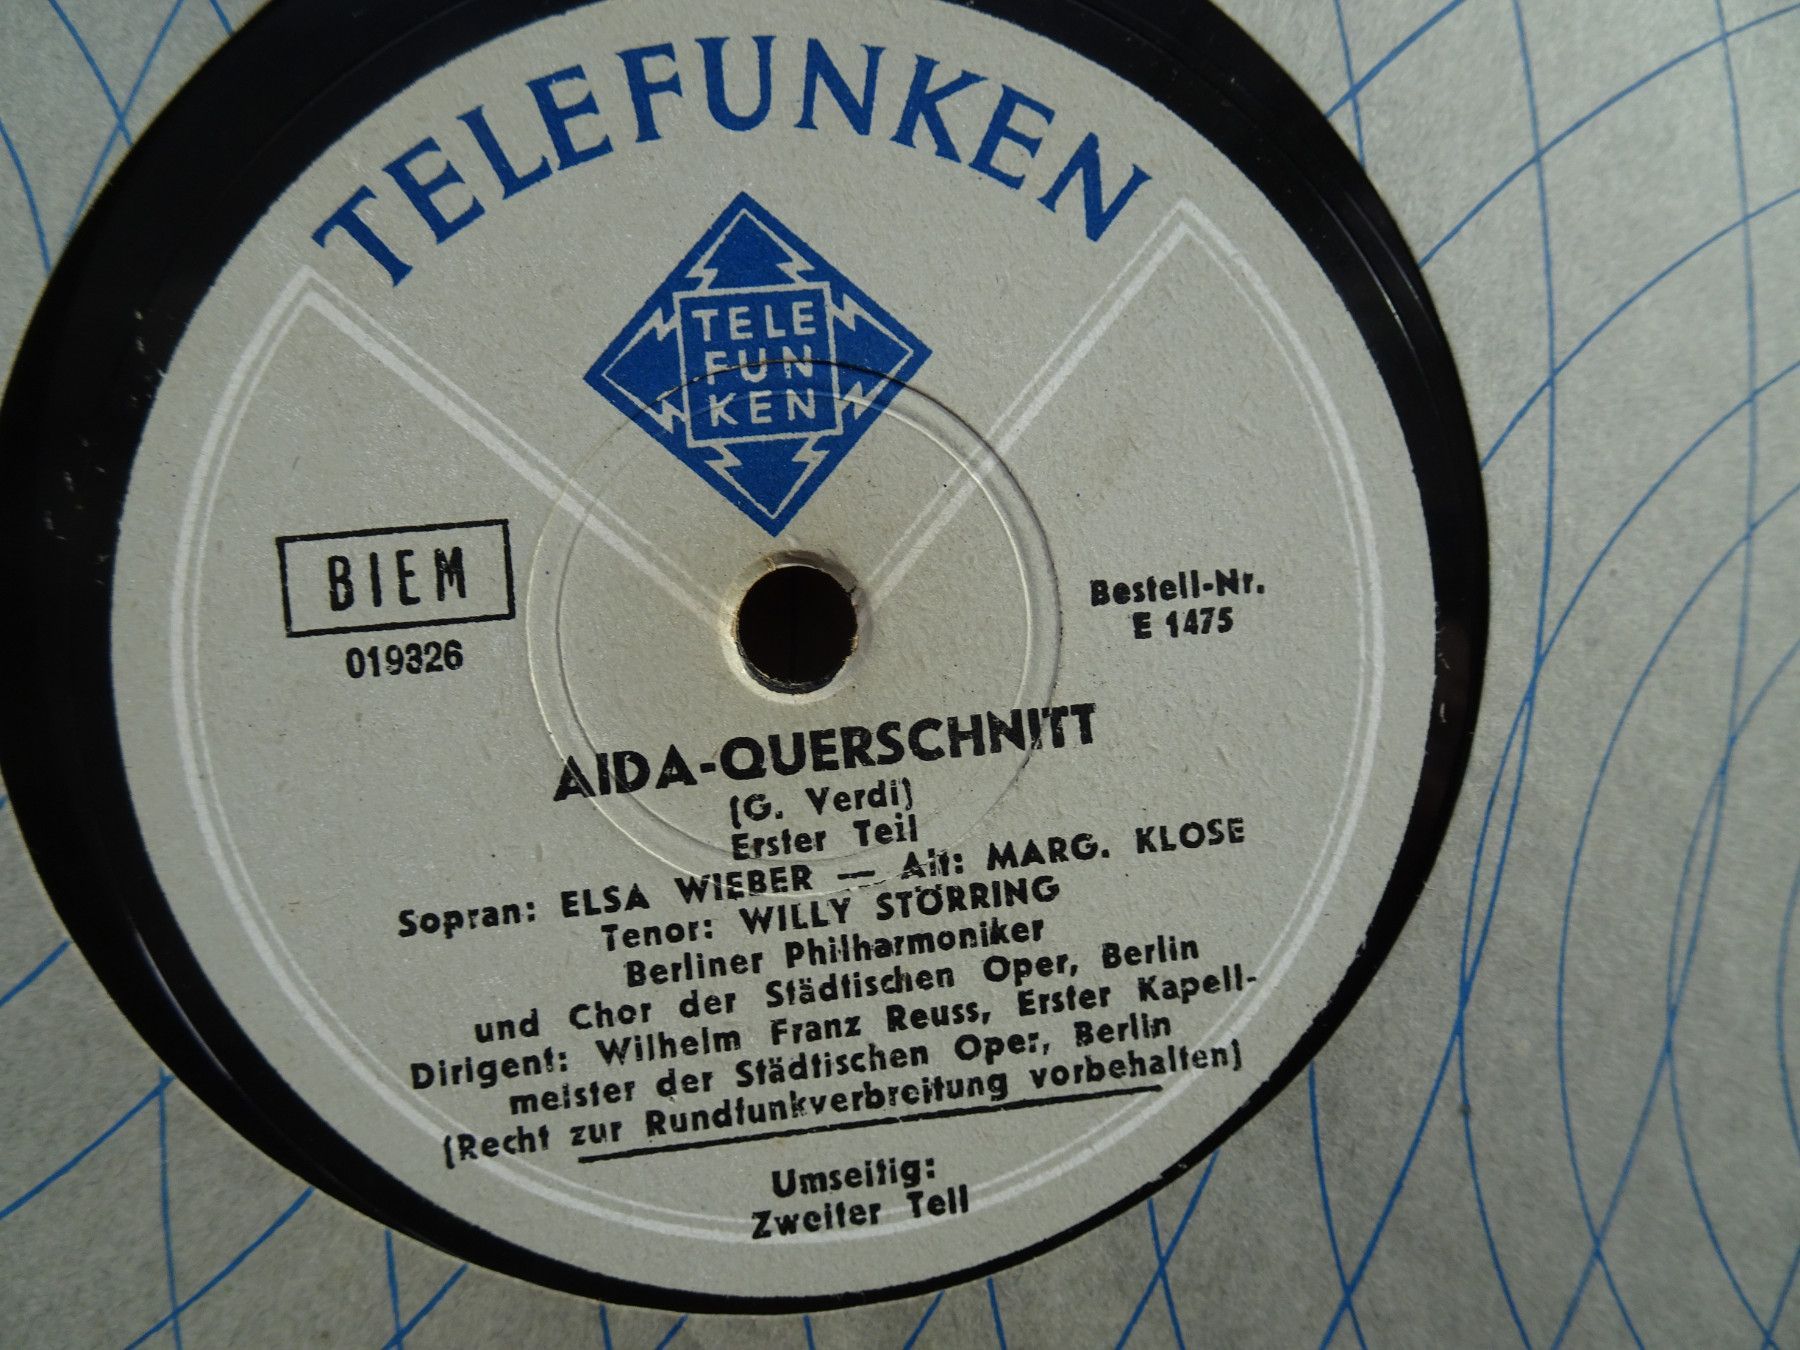 TELEFUNKEN
TELE
FUN
KEN
BIEM
019326
Bestell-Nr.
E 1475
AIDA-QUERSCHNITT
(G. Verdi)
Erster Teil
Sopran: ELSA WIEBER — Alt: MARG. KLOSE
Tenor: WILLY STÖRRING
Berliner Philharmoniker
und Chor der Städtischen Oper, Berlin
Dirigent: Wilhelm Franz Reuss, Erster Kapell-
meister der Städtischen Oper, Berlin
(Recht zur Rundfunkverbreitung vorbehalten)
Umseitig:
Zweiter Teil